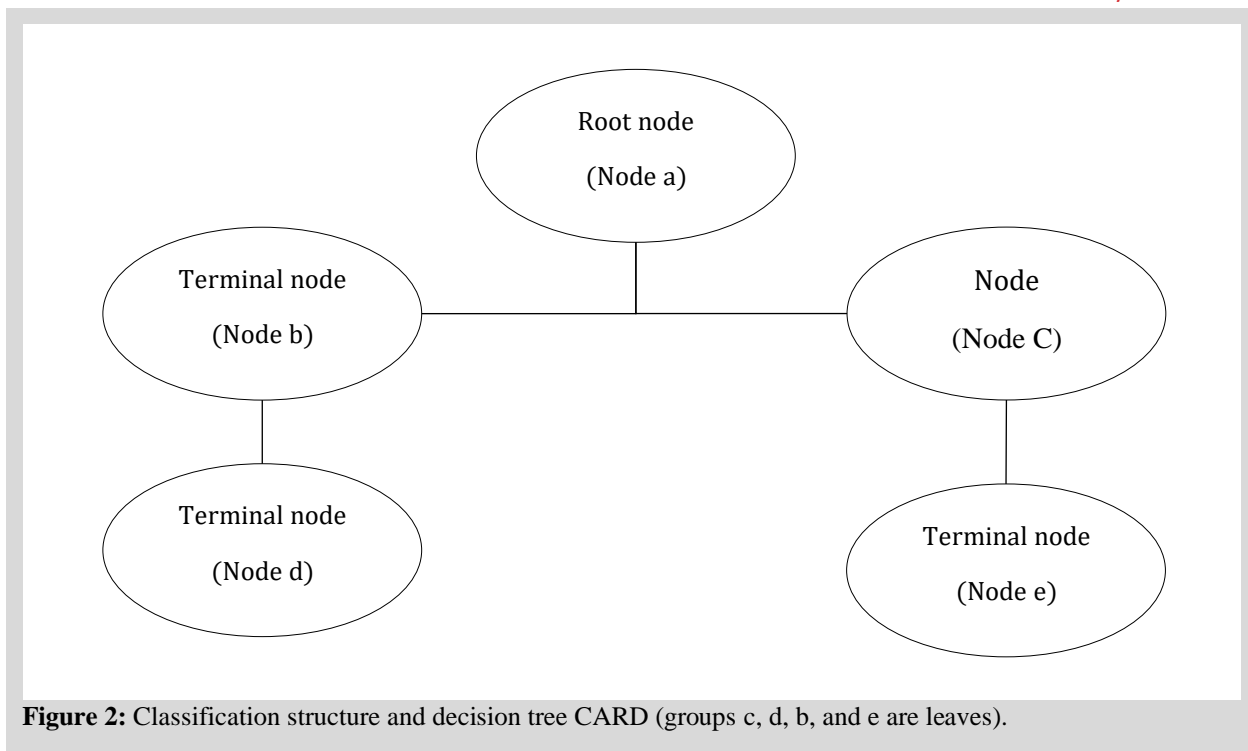 Root node
(Node a)
Terminal node
(Node b)
Node
(Node C)
Terminal node
(Node d)
Terminal node
(Node e)
Figure 2: Classification structure and decision tree CARD (groups c, d, b, and e are leaves).